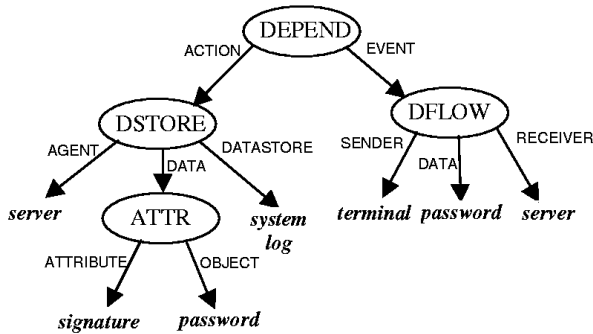 DEPEND
ACTION
EVENT
DSTORE
DFLOW
AGENT
DATA
DATASTORE
SENDER
DATA
RECEIVER
server
ATTR
system
log
terminal
password
server
ATTRIBUTE
OBJECT
signature
password